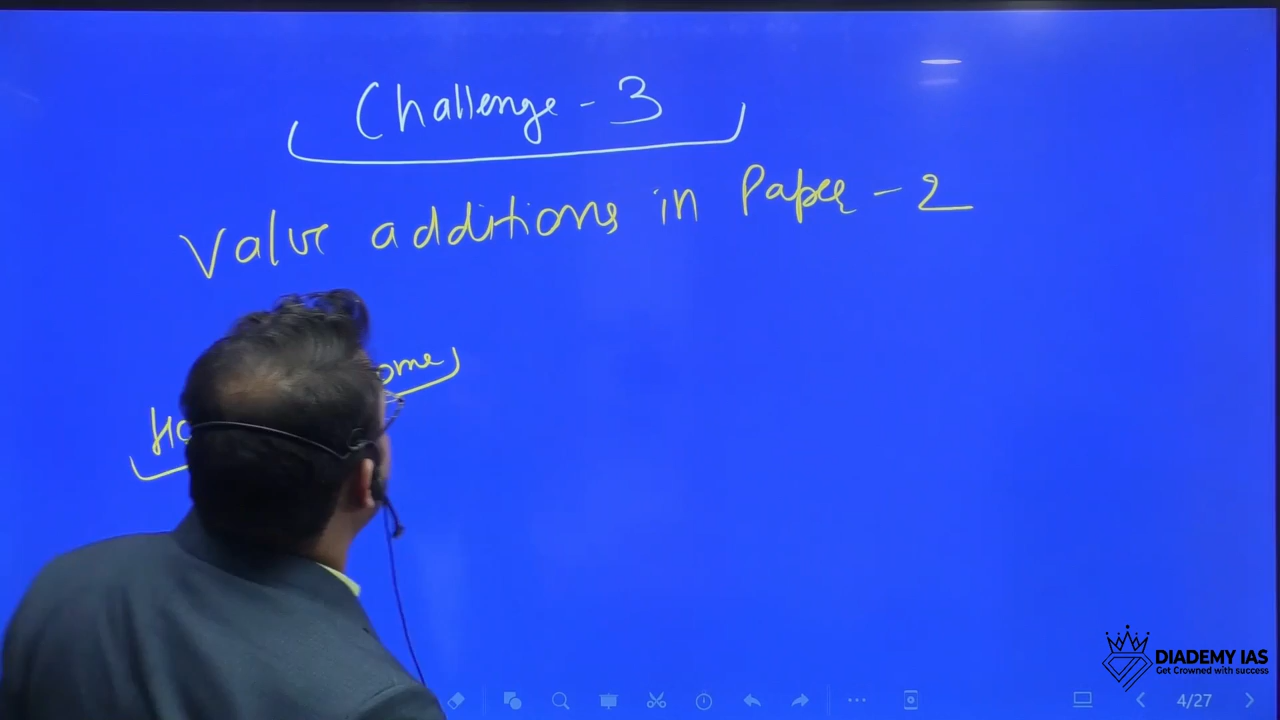 Challenge - 3
Value additions in Paper - 2
DIADEMY IAS
Get Crowned with success
4/27